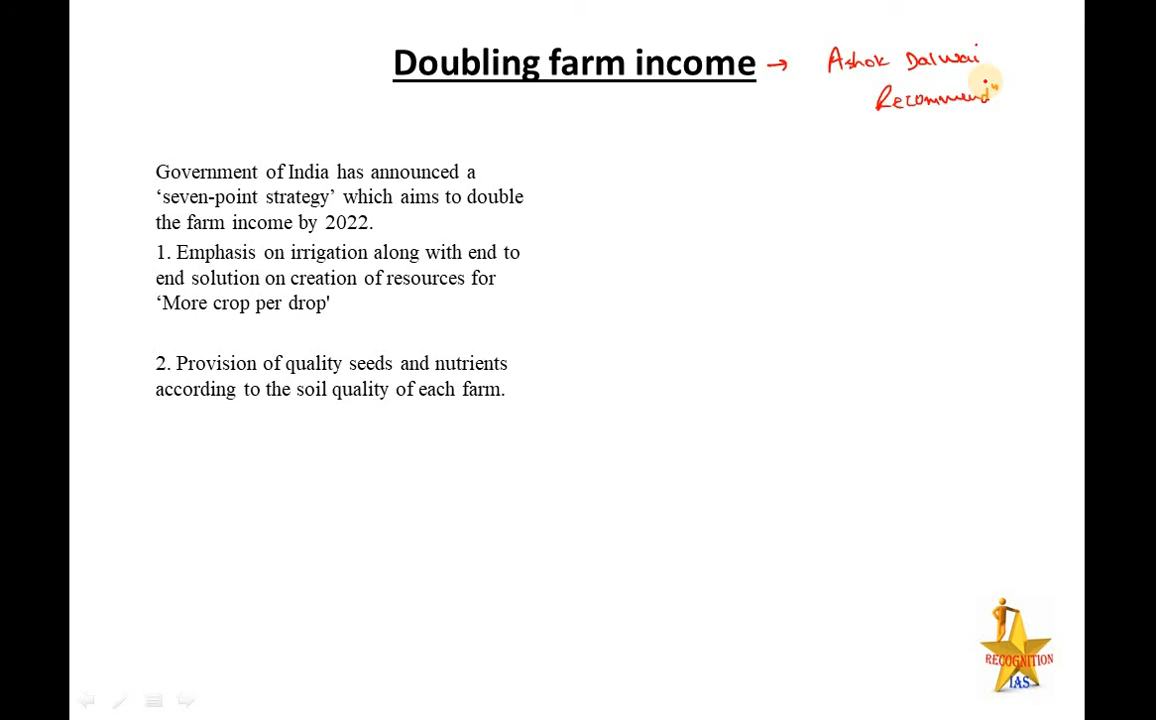 Doubling farm income → Ashok Dalwai
Recommendⁿ
Government of India has announced a
‘seven-point strategy’ which aims to double
the farm income by 2022.
1. Emphasis on irrigation along with end to
end solution on creation of resources for
‘More crop per drop'
2. Provision of quality seeds and nutrients
according to the soil quality of each farm.
RECOGNITION
IAS